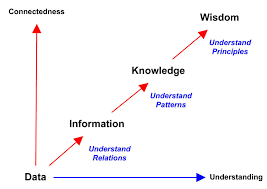 Connectedness
Wisdom
Understand
Principles
Knowledge
Understand
Patterns
Information
Understand
Relations
Data
Understanding